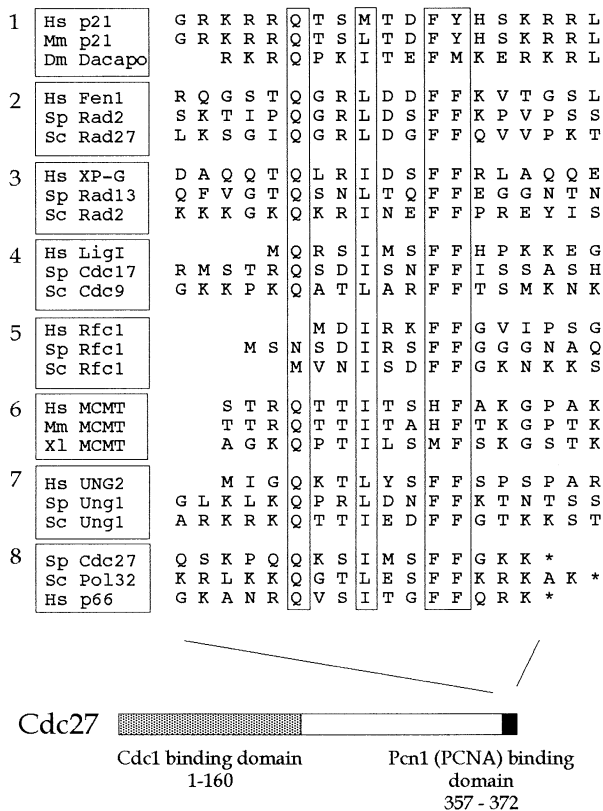 1 Hs p21 G R K R R Q T S M T D F Y H S K R R L
Mm p21 G R K R R Q T S L T D F Y H S K R R L
Dm Dacapo R K R Q P K I T E F M K E R K R L
2 Hs Fen1 R Q G S T Q G R L D D F F K V T G S L
Sp Rad2 S K T I P Q G R L D S F F K P V P S S
Sc Rad27 L K S G I Q G R L D G F F Q V V P K T
3 Hs XP-G D A Q Q T Q L R I D S F F R L A Q Q E
Sp Rad13 Q F V G T Q S N L T Q F F E G G N T N
Sc Rad2 K K K G K Q K R I N E F F P R E Y I S
4 Hs LigI M Q R S I M S F F H P K K E G
Sp Cdc17 R M S T R Q S D I S N F F I S S A S H
Sc Cdc9 G K K P K Q A T L A R F F T S M K N K
5 Hs Rfc1 M D I R K F F G V I P S G
Sp Rfc1 M S N S D I R S F F G G G N A Q
Sc Rfc1 M V N I S D F F G K N K K S
6 Hs MCMT S T R Q T T I T S H F A K G P A K
Mm MCMT T T R Q T T I T A H F T K G P T K
Xl MCMT A G K Q P T I L S M F S K G S T K
7 Hs UNG2 M I G Q K T L Y S F F S P S P A R
Sp Ung1 G L K L K Q P R L D N F F K T N T S S
Sc Ung1 A R K R K Q T T I E D F F G T K K S T
8 Sp Cdc27 Q S K P Q Q K S I M S F F G K K *
Sc Pol32 K R L K K Q G T L E S F F K R K A K *
Hs p66 G K A N R Q V S I T G F F Q R K *
Cdc27
Cdc1 binding domain
1-160
Pcn1 (PCNA) binding
domain
357 - 372